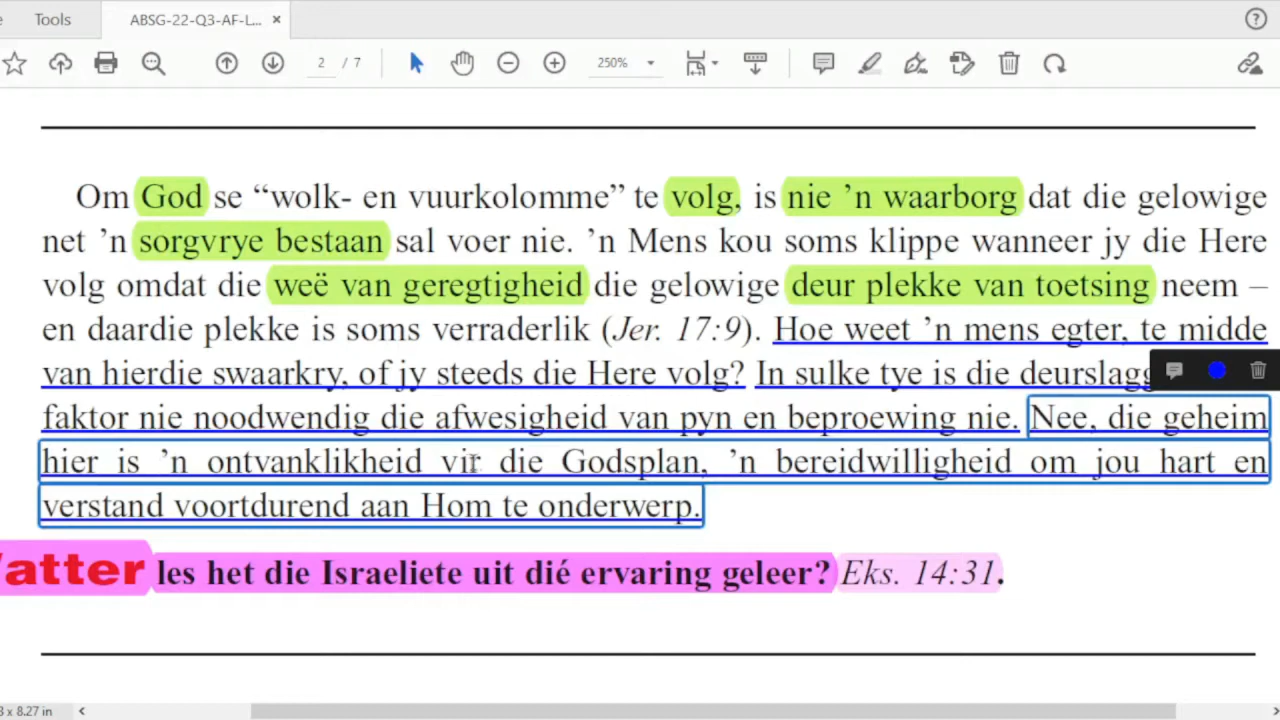 Tools
ABSG-22-Q3-AF-L... ×
2 / 7
250%
Om God se “wolk- en vuurkolomme” te volg, is nie ’n waarborg dat die gelowige
net ’n sorgvrye bestaan sal voer nie. ’n Mens kou soms klippe wanneer jy die Here
volg omdat die weë van geregtigheid die gelowige deur plekke van toetsing neem –
en daardie plekke is soms verraderlik (Jer. 17:9). Hoe weet ’n mens egter, te midde
van hierdie swaarkry, of jy steeds die Here volg? In sulke tye is die deurslagg
faktor nie noodwendig die afwesigheid van pyn en beproewing nie. Nee, die geheim
hier is ’n ontvanklikheid vir die Godsplan, ’n bereidwilligheid om jou hart en
verstand voortdurend aan Hom te onderwerp.
atter les het die Israeliete uit dié ervaring geleer? Eks. 14:31.
x 8.27 in